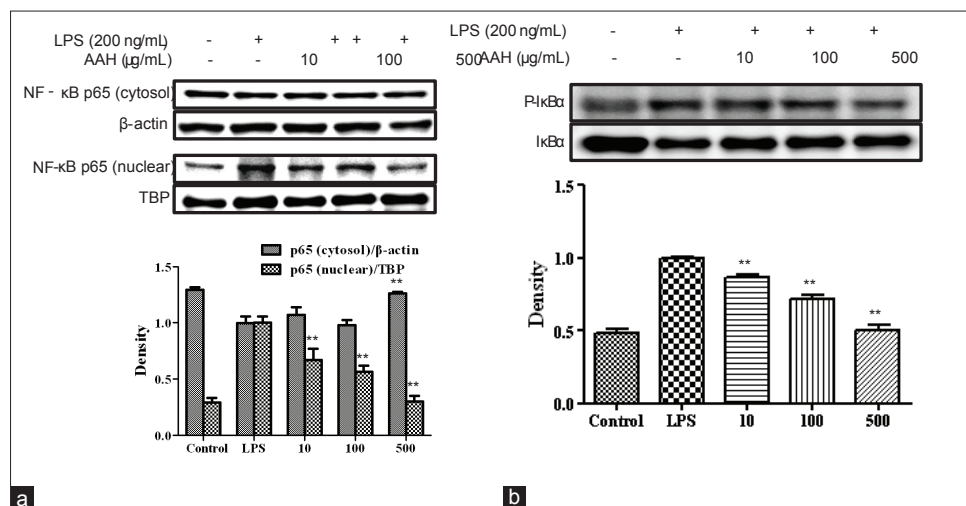 LPS (200 ng/mL) - + + + +
AAH (μg/mL) - - 10 100 500
NF - κB p65 (cytosol)
β-actin
NF-κB p65 (nuclear)
TBP
p65 (cytosol)/β-actin
p65 (nuclear)/TBP
1.5
1.0
0.5
0.0
Density
**
**
**
**
Control LPS 10 100 500
a
LPS (200 ng/mL) - + + + +
AAH (μg/mL) - - 10 100 500
P-IκBα
IκBα
1.5
1.0
0.5
0.0
Density
**
**
**
Control LPS 10 100 500
b